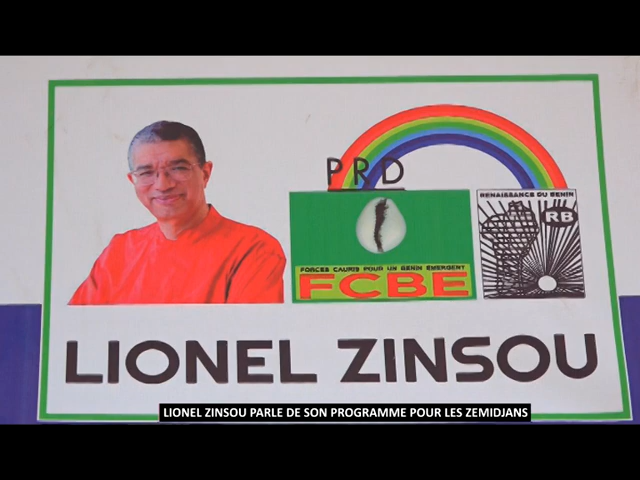 PRD
RENAISSANCE DU BENIN
RB
FORCES CAURIS POUR UN BENIN EMERGENT
FCBE
LIONEL ZINSOU
LIONEL ZINSOU PARLE DE SON PROGRAMME POUR LES ZEMIDJANS